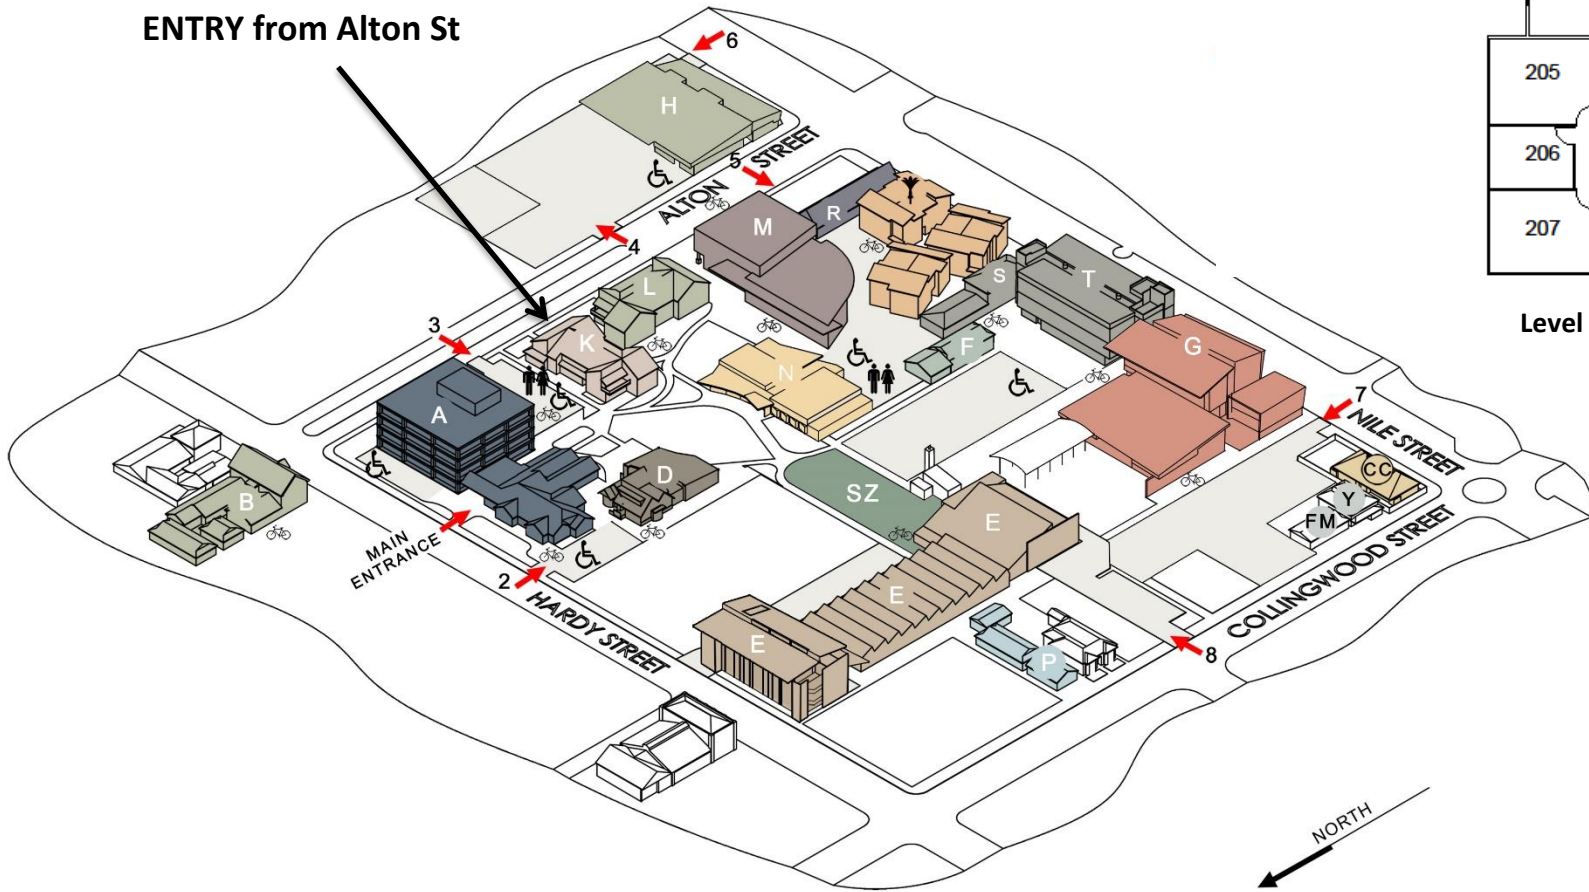 ENTRY from Alton St
6
205
H
5
ALTON STREET
206
R
M
207
4
L
S
T
Level
3
K
F
G
N
7
A
NILE STREET
CC
D
B
SZ
Y
E
FM
MAIN
ENTRANCE
2
E
COLLINGWOOD STREET
HARDY STREET
E
P
8
NORTH